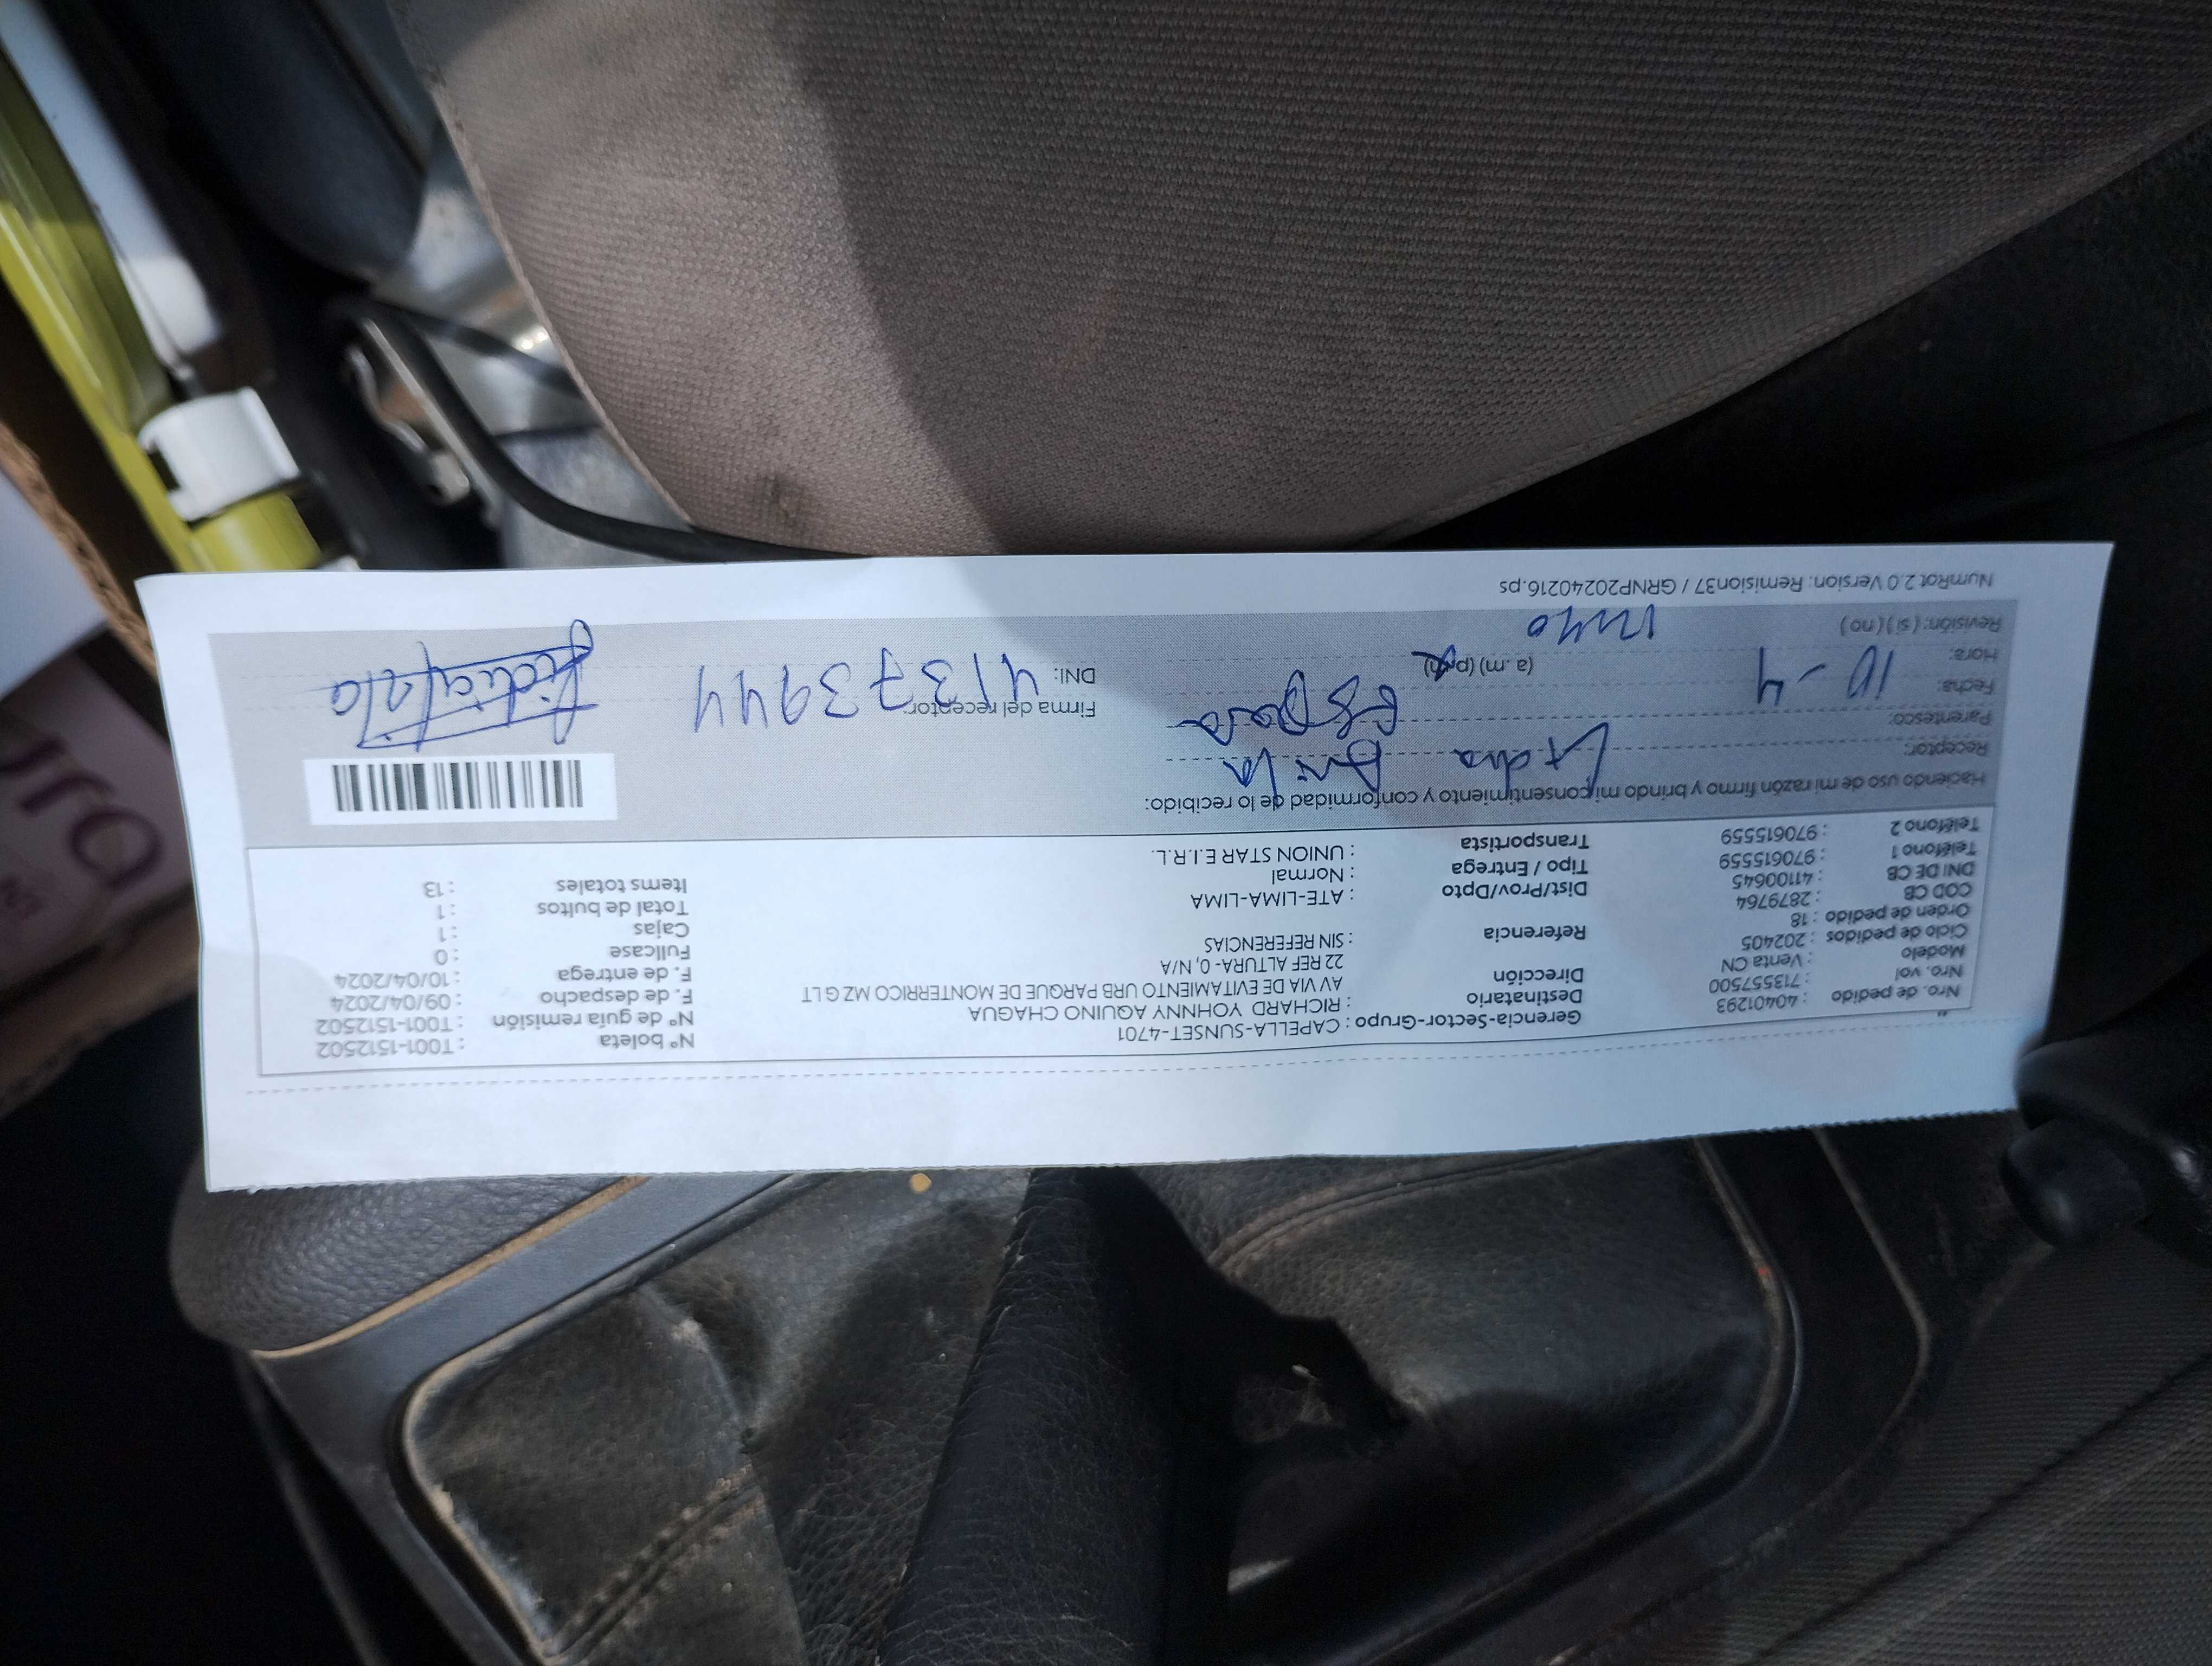 Nro. de pedido : 40401293
Nro. vol : 713557500
Modelo : Venta CN
Ciclo de pedidos : 202405
Orden de pedido : 18
COD CB : 2879764
DNI DE CB : 41100645
Teléfono 1 : 970615559
Teléfono 2 : 970615559
Gerencia-Sector-Grupo : CAPELLA-SUNSET-4701
Destinatario : RICHARD YOHNNY AQUINO CHAGUA
Dirección AV VIA DE EVITAMIENTO URB PARQUE DE MONTERRICO MZ G LT
22 REF ALTURA- 0, N/A
Referencia : SIN REFERENCIAS
Dist/Prov/Dpto : ATE-LIMA-LIMA
Tipo / Entrega : Normal
Transportista : UNION STAR E.I.R.L.
N° boleta : T001-1512502
N° de guía remisión : T001-1512502
F. de despacho : 09/04/2024
F. de entrega : 10/04/2024
Fullcase : 0
Cajas : 1
Total de bultos : 1
Items totales : 13
Haciendo uso de mi razón firmo y brindo mi consentimiento y conformidad de lo recibido:
Receptor:
Parentesco: esposa
Fecha: 10-4
Hora: (a. m) (p.m)
Revisión: ( si ) ( no )
Firma del receptor:
DNI: 41373944
NumRot 2.0 Version: Remision37 / GRNP20240216.ps